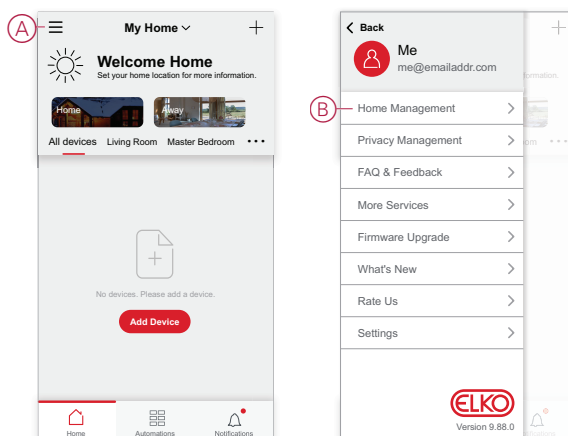 A
My Home
Welcome Home
Set your home location for more information.
Home
Away
All devices Living Room Master Bedroom
No devices. Please add a device.
Add Device
Home Automations Notifications
Back
Me
me@emailaddr.com
B
Home Management
Privacy Management
FAQ & Feedback
More Services
Firmware Upgrade
What's New
Rate Us
Settings
ELKO
Version 9.88.0